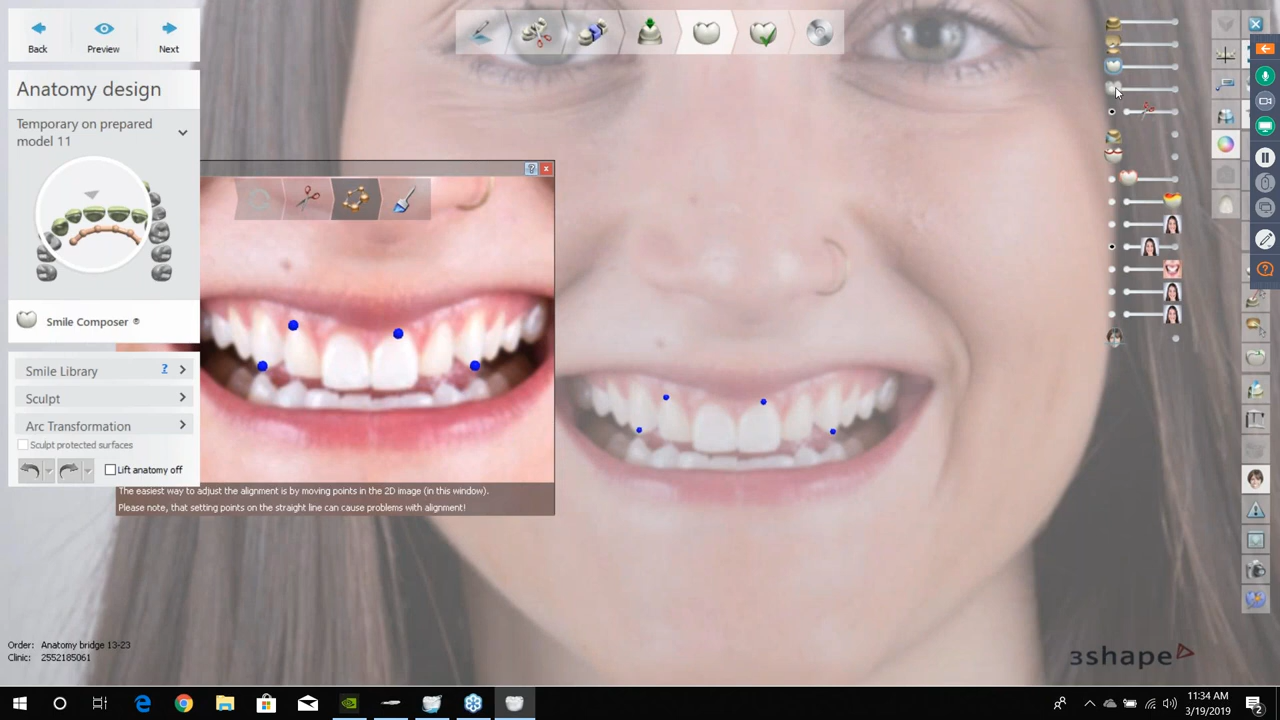 Back
Preview
Next
Anatomy design
Temporary on prepared
model 11
Smile Composer ®
Smile Library ?
Sculpt
Arc Transformation
Sculpt protected surfaces
Lift anatomy off
The easiest way to adjust the alignment is by moving points in the 2D image (in this window).
Please note, that setting points on the straight line can cause problems with alignment!
Order: Anatomy bridge 13-23
Clinic: 2552185061
3shape
11:34 AM
3/19/2019
2